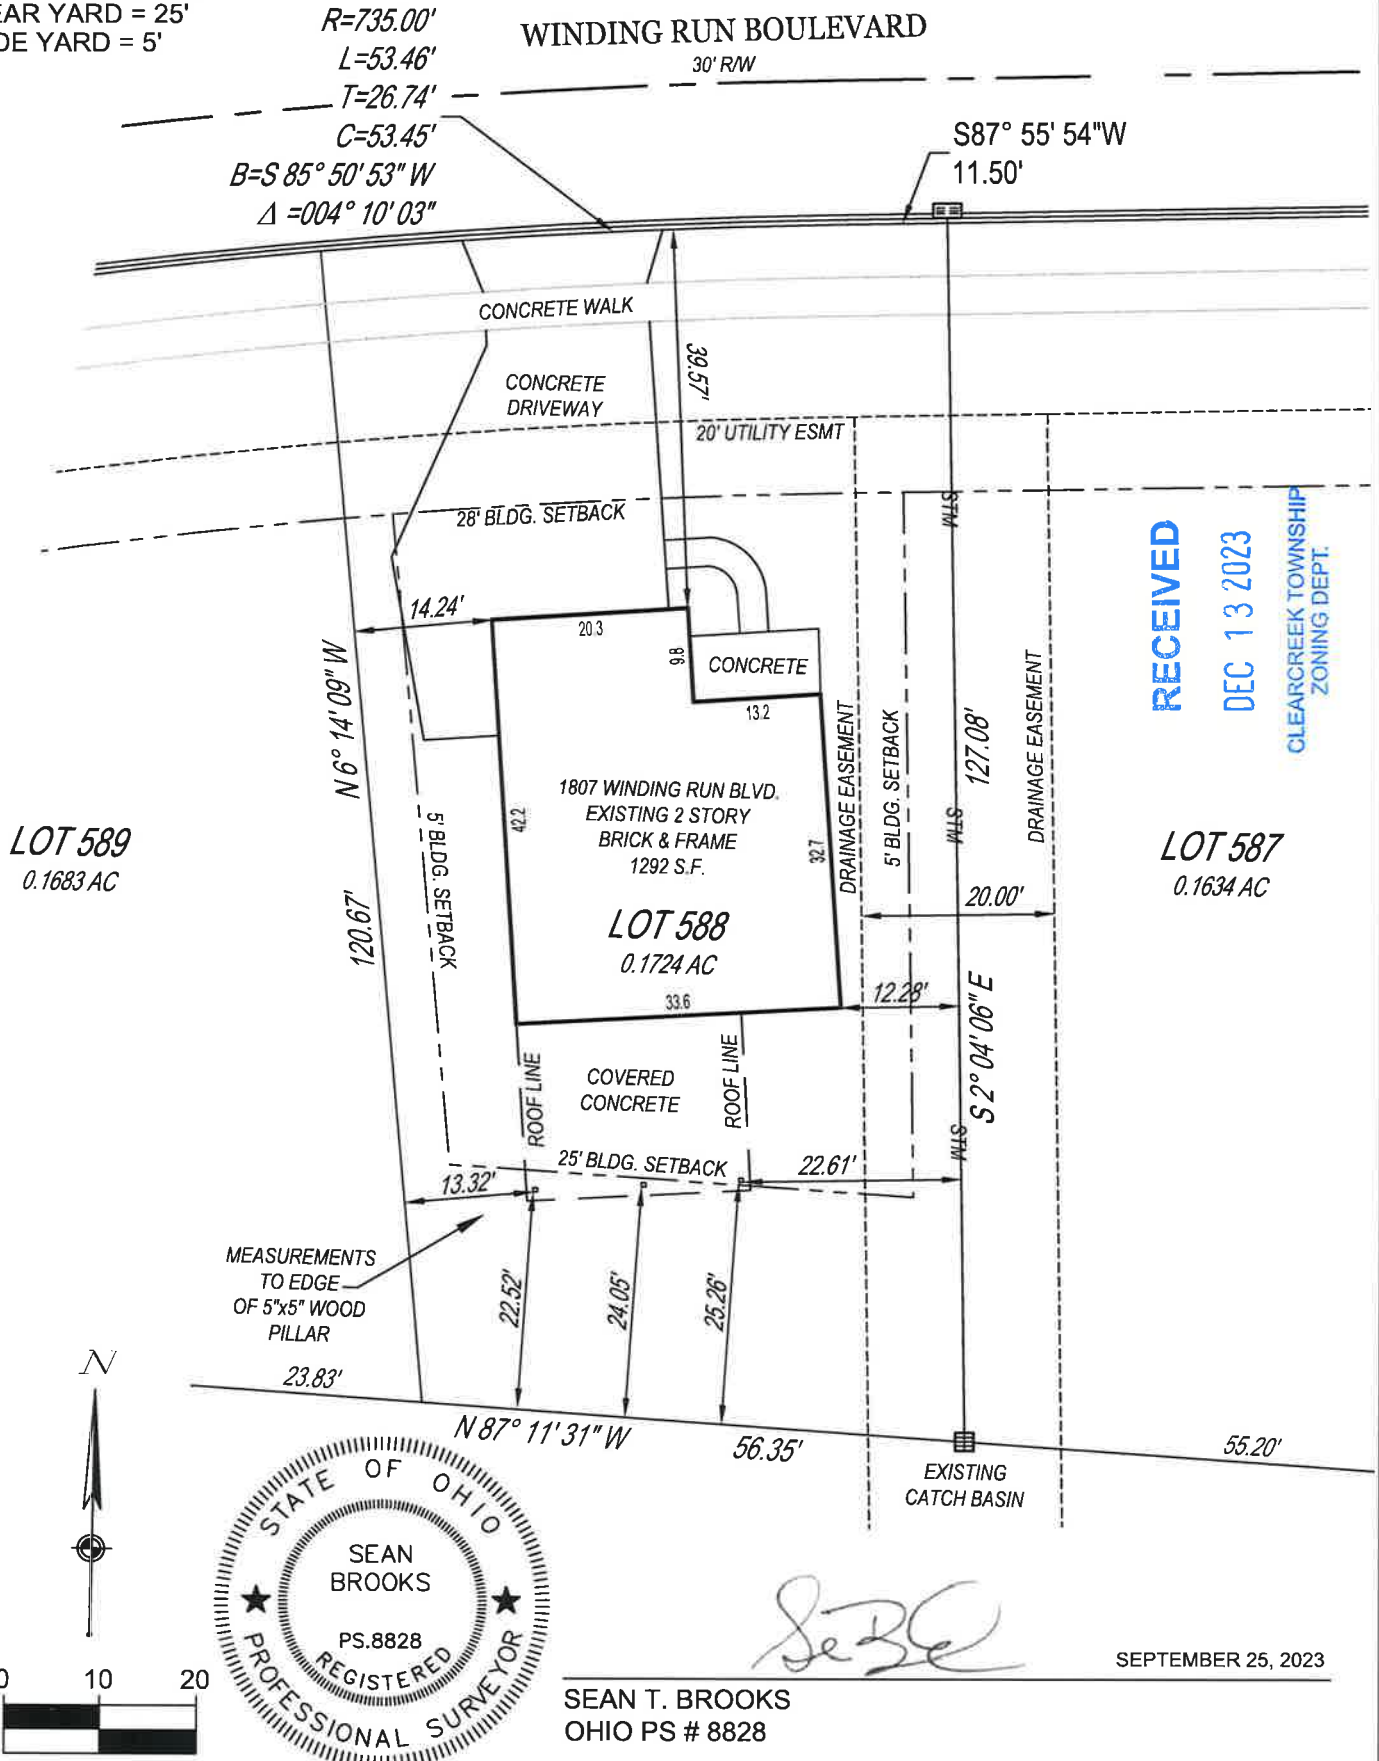 YARD = 25'
YARD = 5'
R=735.00'
L=53.46'
T=26.74'
C=53.45'
B=S 85° 50' 53" W
Δ =004° 10' 03"
WINDING RUN BOULEVARD
30' R/W
S87° 55' 54"W
11.50'
CONCRETE WALK
39.57'
CONCRETE
DRIVEWAY
20' UTILITY ESMT
28' BLDG. SETBACK
STM
RECEIVED
DEC 13 2023
CLEARCREEK TOWNSHIP
ZONING DEPT.
14.24'
20.3
9.8
CONCRETE
13.2
N 6° 14' 09" W
120.67'
5' BLDG. SETBACK
42.2
1807 WINDING RUN BLVD.
EXISTING 2 STORY
BRICK & FRAME
1292 S.F.
32.7
DRAINAGE EASEMENT
5' BLDG. SETBACK
127.08'
STM
DRAINAGE EASEMENT
LOT 589
0.1683 AC
LOT 588
0.1724 AC
LOT 587
0.1634 AC
20.00'
33.6
12.28'
S 2° 04' 06" E
STM
ROOF LINE
COVERED
CONCRETE
ROOF LINE
25' BLDG. SETBACK
13.32'
22.61'
MEASUREMENTS
TO EDGE
OF 5"x5" WOOD
PILLAR
22.52'
24.05'
25.26'
N
23.83'
N 87° 11' 31" W
56.35'
55.20'
EXISTING
CATCH BASIN
STATE OF OHIO
SEAN
BROOKS
PS.8828
REGISTERED
PROFESSIONAL SURVEYOR
0 10 20
SEPTEMBER 25, 2023
SEAN T. BROOKS
OHIO PS # 8828